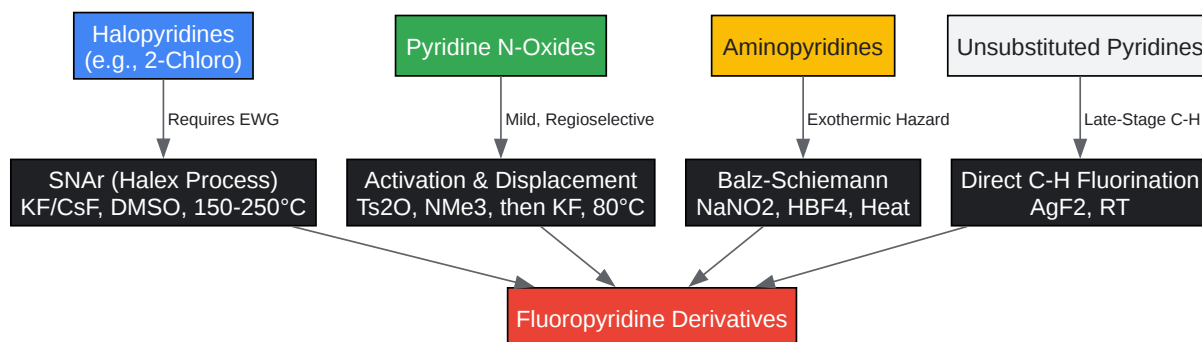 Halopyridines
(e.g., 2-Chloro)
Pyridine N-Oxides
Aminopyridines
Unsubstituted Pyridines
Requires EWG
Mild, Regioselective
Exothermic Hazard
Late-Stage C-H
SNAr (Halex Process)
KF/CsF, DMSO, 150-250°C
Activation & Displacement
Ts2O, NMe3, then KF, 80°C
Balz-Schiemann
NaNO2, HBF4, Heat
Direct C-H Fluorination
AgF2, RT
Fluoropyridine Derivatives